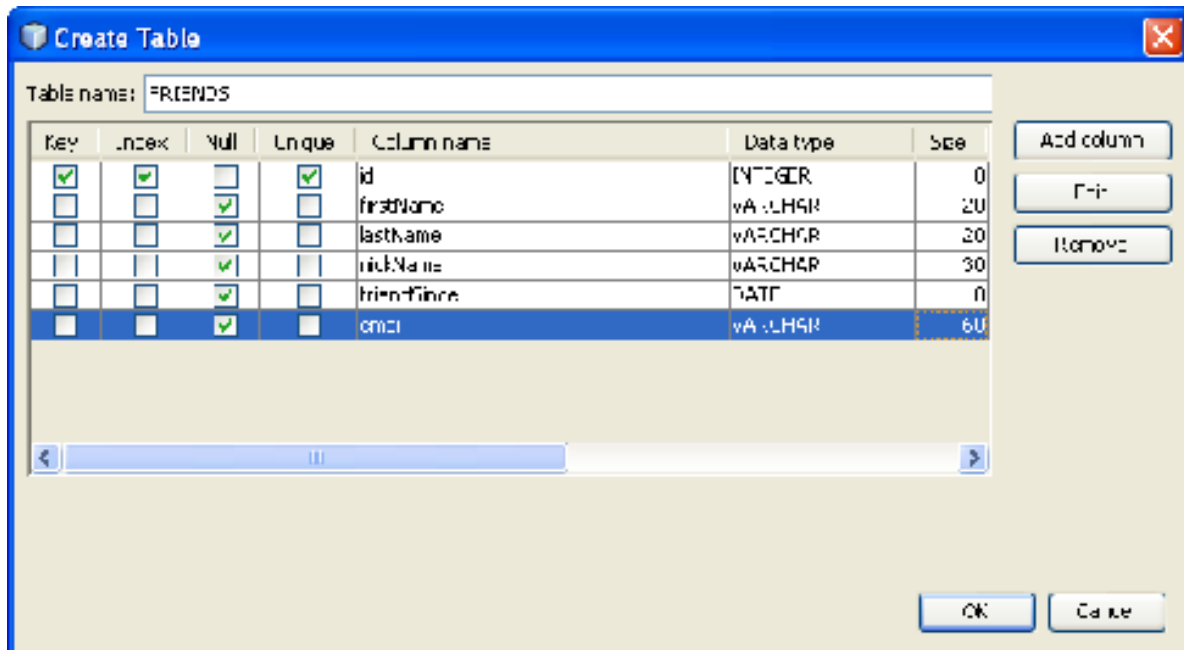 Create Table
Table name: FRIENDS
Key Index Null Unique Column name Data type Size Add column
id INTEGER 0
Edit
firstName VARCHAR 20
lastName VARCHAR 20
Remove
nickName VARCHAR 30
friendSince DATE 0
email VARCHAR 60
OK Cancel